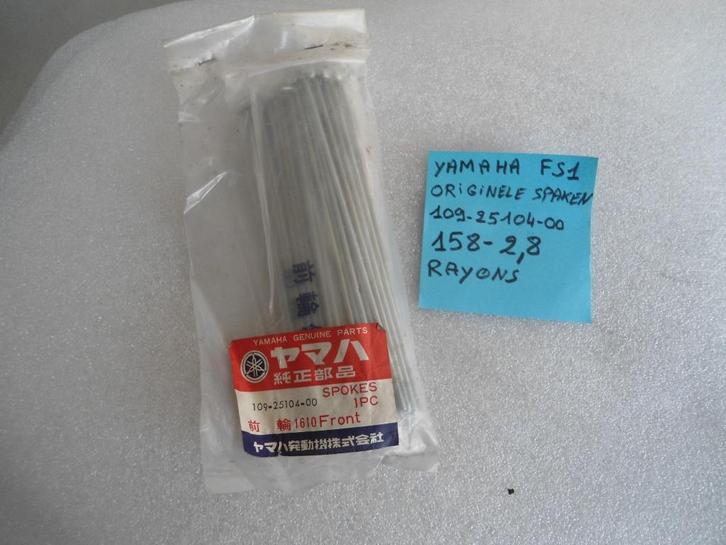 前輪
YAMAHA GENUINE PARTS
ヤマハ
純正部品
SPOKES
109-25104-00 1PC
前 輪 1610 Front
ヤマハ発動機株式会社
YAMAHA FS1
ORiGiNELE SPAKEN
109-25104-00
158-2,8
RAYONS